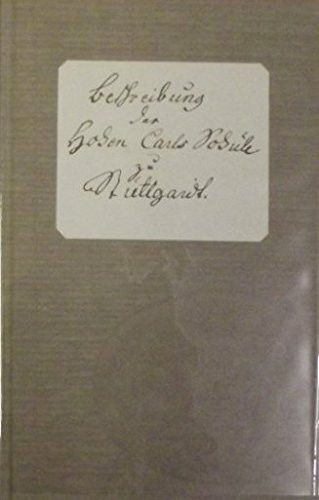 Beschreibung
der
Hohen Carls Schule
zu
Stuttgardt.